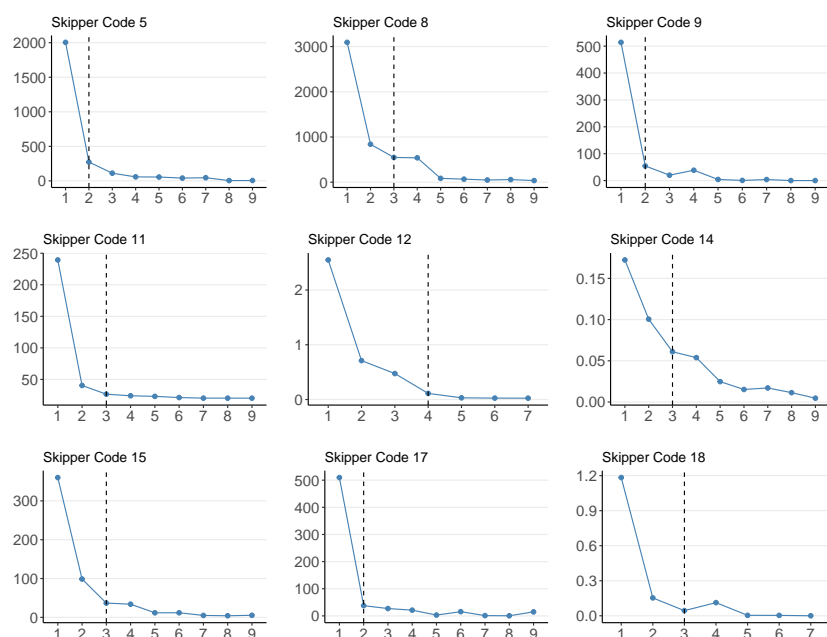 Skipper Code 5
2000
1500
1000
500
0
1 2 3 4 5 6 7 8 9
Skipper Code 8
3000
2000
1000
0
1 2 3 4 5 6 7 8 9
Skipper Code 9
500
400
300
200
100
0
1 2 3 4 5 6 7 8 9
Skipper Code 11
250
200
150
100
50
1 2 3 4 5 6 7 8 9
Skipper Code 12
2
1
0
1 2 3 4 5 6 7
Skipper Code 14
0.15
0.10
0.05
0.00
1 2 3 4 5 6 7 8 9
Skipper Code 15
300
200
100
0
1 2 3 4 5 6 7 8 9
Skipper Code 17
500
400
300
200
100
0
1 2 3 4 5 6 7 8 9
Skipper Code 18
1.2
0.9
0.6
0.3
0.0
1 2 3 4 5 6 7